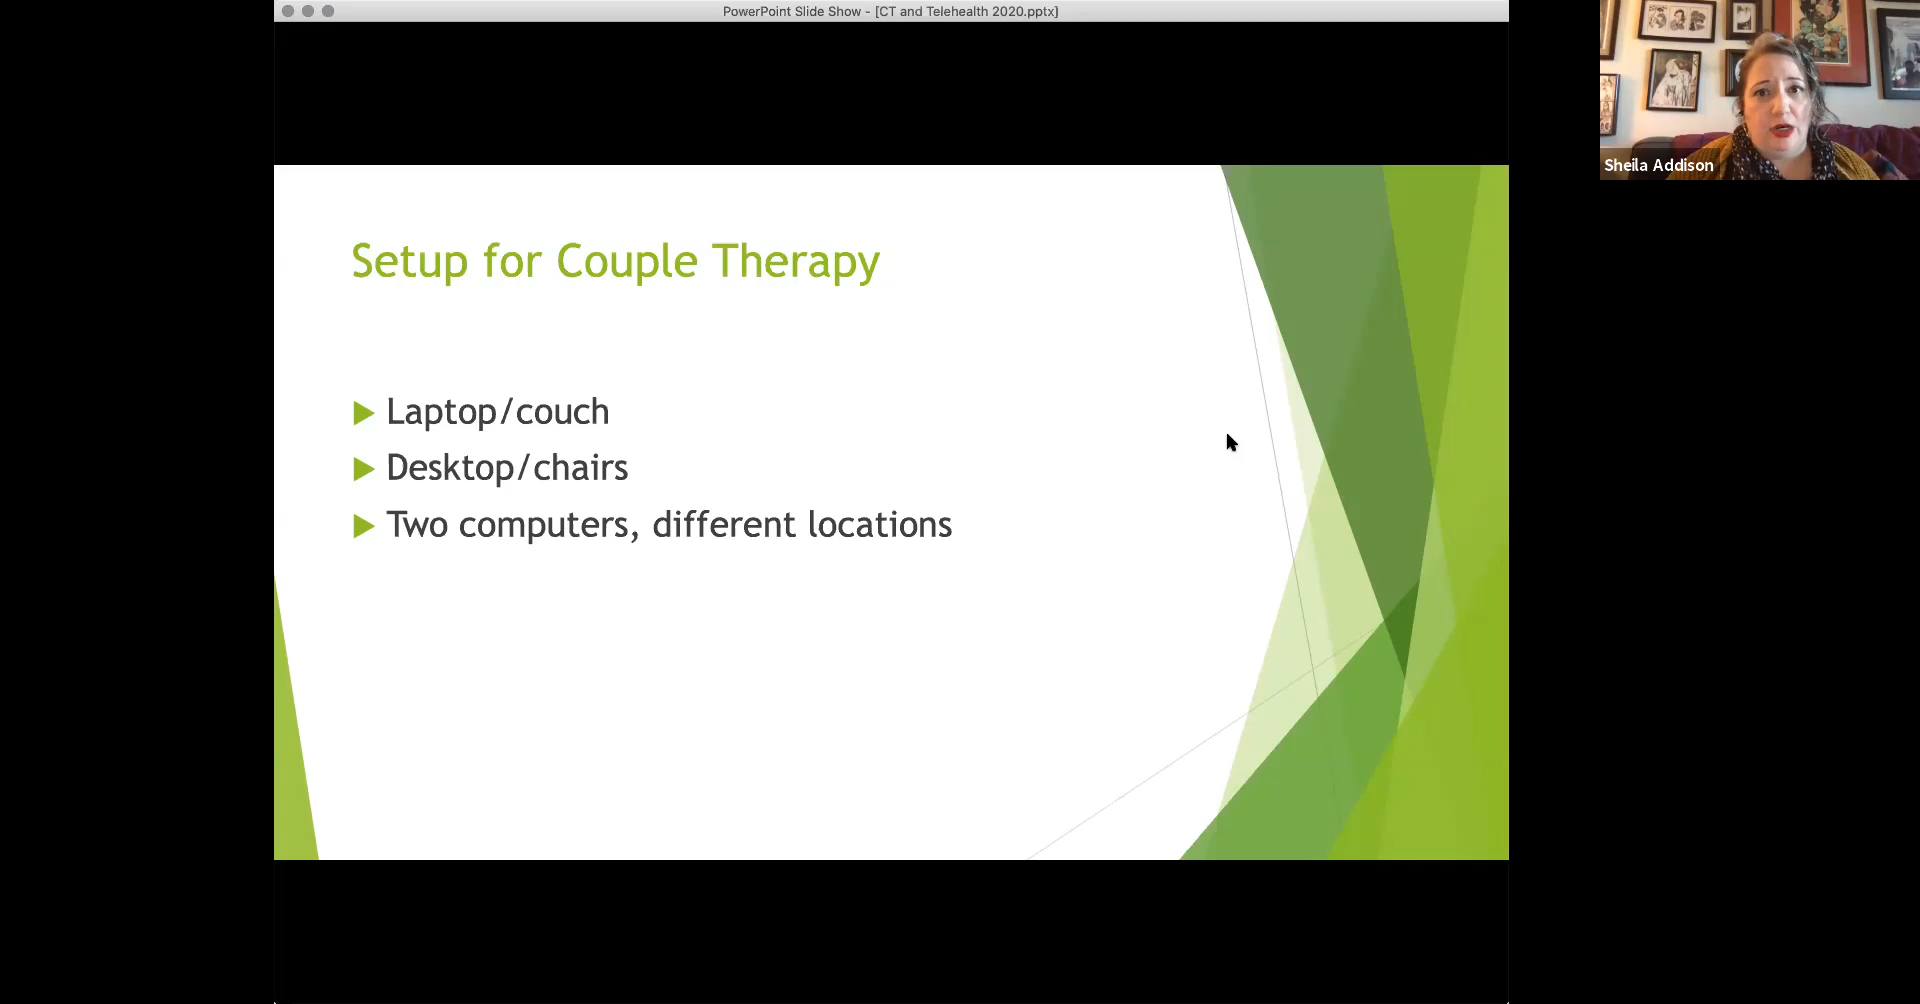 PowerPoint Slide Show - [CT and Telehealth 2020.pptx]
Sheila Addison
Setup for Couple Therapy
Laptop/couch
Desktop/chairs
Two computers, different locations